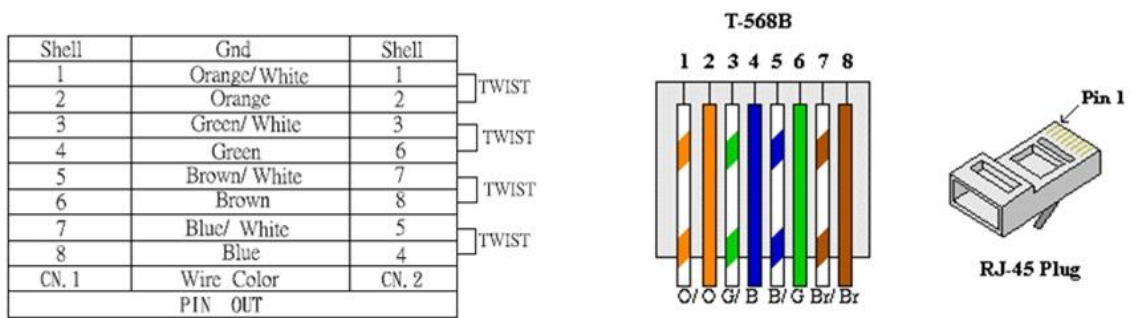 Shell Gnd Shell
1 Orange/ White 1
2 Orange 2
TWIST
3 Green/ White 3
4 Green 6
TWIST
5 Brown/ White 7
6 Brown 8
TWIST
7 Blue/ White 5
8 Blue 4
TWIST
CN. 1 Wire Color CN. 2
PIN OUT
T-568B
1 2 3 4 5 6 7 8
O/ O G/ B B/ G Br/ Br
Pin 1
RJ-45 Plug